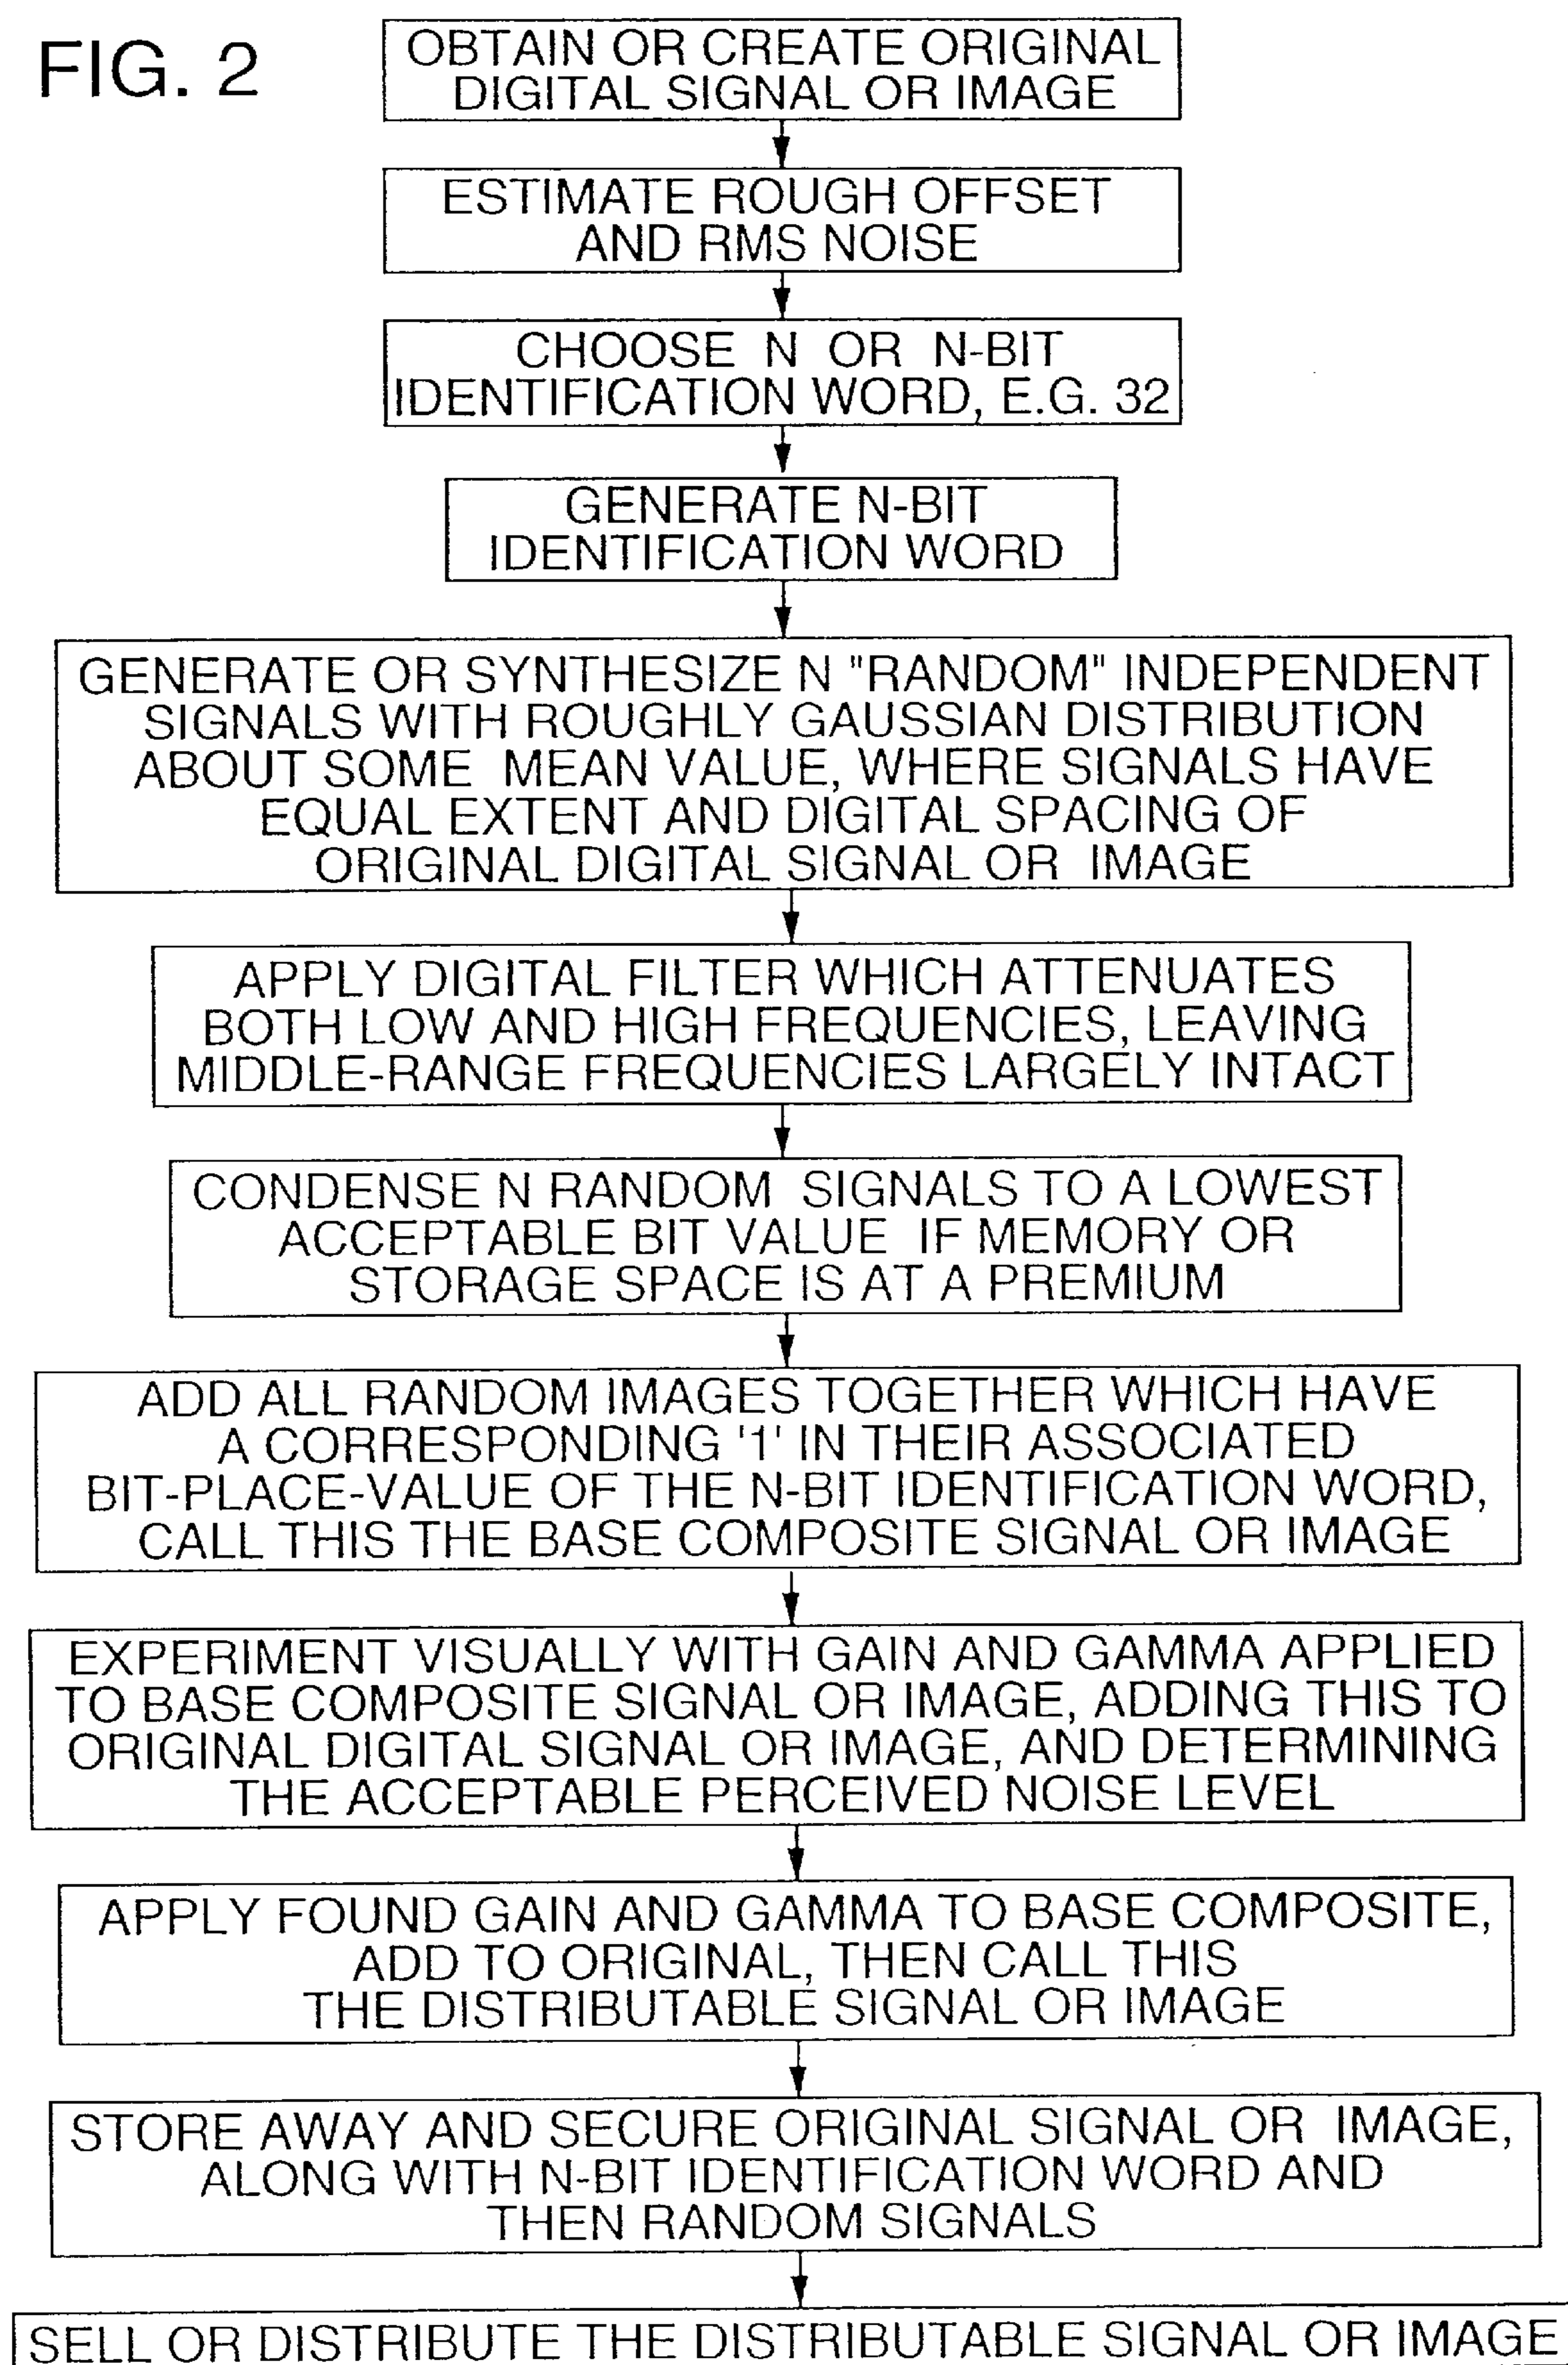 FIG. 2
OBTAIN OR CREATE ORIGINAL
DIGITAL SIGNAL OR IMAGE
ESTIMATE ROUGH OFFSET
AND RMS NOISE
CHOOSE N OR N-BIT
IDENTIFICATION WORD, E.G. 32
GENERATE N-BIT
IDENTIFICATION WORD
GENERATE OR SYNTHESIZE N "RANDOM" INDEPENDENT
SIGNALS WITH ROUGHLY GAUSSIAN DISTRIBUTION
ABOUT SOME MEAN VALUE, WHERE SIGNALS HAVE
EQUAL EXTENT AND DIGITAL SPACING OF
ORIGINAL DIGITAL SIGNAL OR IMAGE
APPLY DIGITAL FILTER WHICH ATTENUATES
BOTH LOW AND HIGH FREQUENCIES, LEAVING
MIDDLE-RANGE FREQUENCIES LARGELY INTACT
CONDENSE N RANDOM SIGNALS TO A LOWEST
ACCEPTABLE BIT VALUE IF MEMORY OR
STORAGE SPACE IS AT A PREMIUM
ADD ALL RANDOM IMAGES TOGETHER WHICH HAVE
A CORRESPONDING '1' IN THEIR ASSOCIATED
BIT-PLACE-VALUE OF THE N-BIT IDENTIFICATION WORD,
CALL THIS THE BASE COMPOSITE SIGNAL OR IMAGE
EXPERIMENT VISUALLY WITH GAIN AND GAMMA APPLIED
TO BASE COMPOSITE SIGNAL OR IMAGE, ADDING THIS TO
ORIGINAL DIGITAL SIGNAL OR IMAGE, AND DETERMINING
THE ACCEPTABLE PERCEIVED NOISE LEVEL
APPLY FOUND GAIN AND GAMMA TO BASE COMPOSITE,
ADD TO ORIGINAL, THEN CALL THIS
THE DISTRIBUTABLE SIGNAL OR IMAGE
STORE AWAY AND SECURE ORIGINAL SIGNAL OR IMAGE,
ALONG WITH N-BIT IDENTIFICATION WORD AND
THEN RANDOM SIGNALS
SELL OR DISTRIBUTE THE DISTRIBUTABLE SIGNAL OR IMAGE